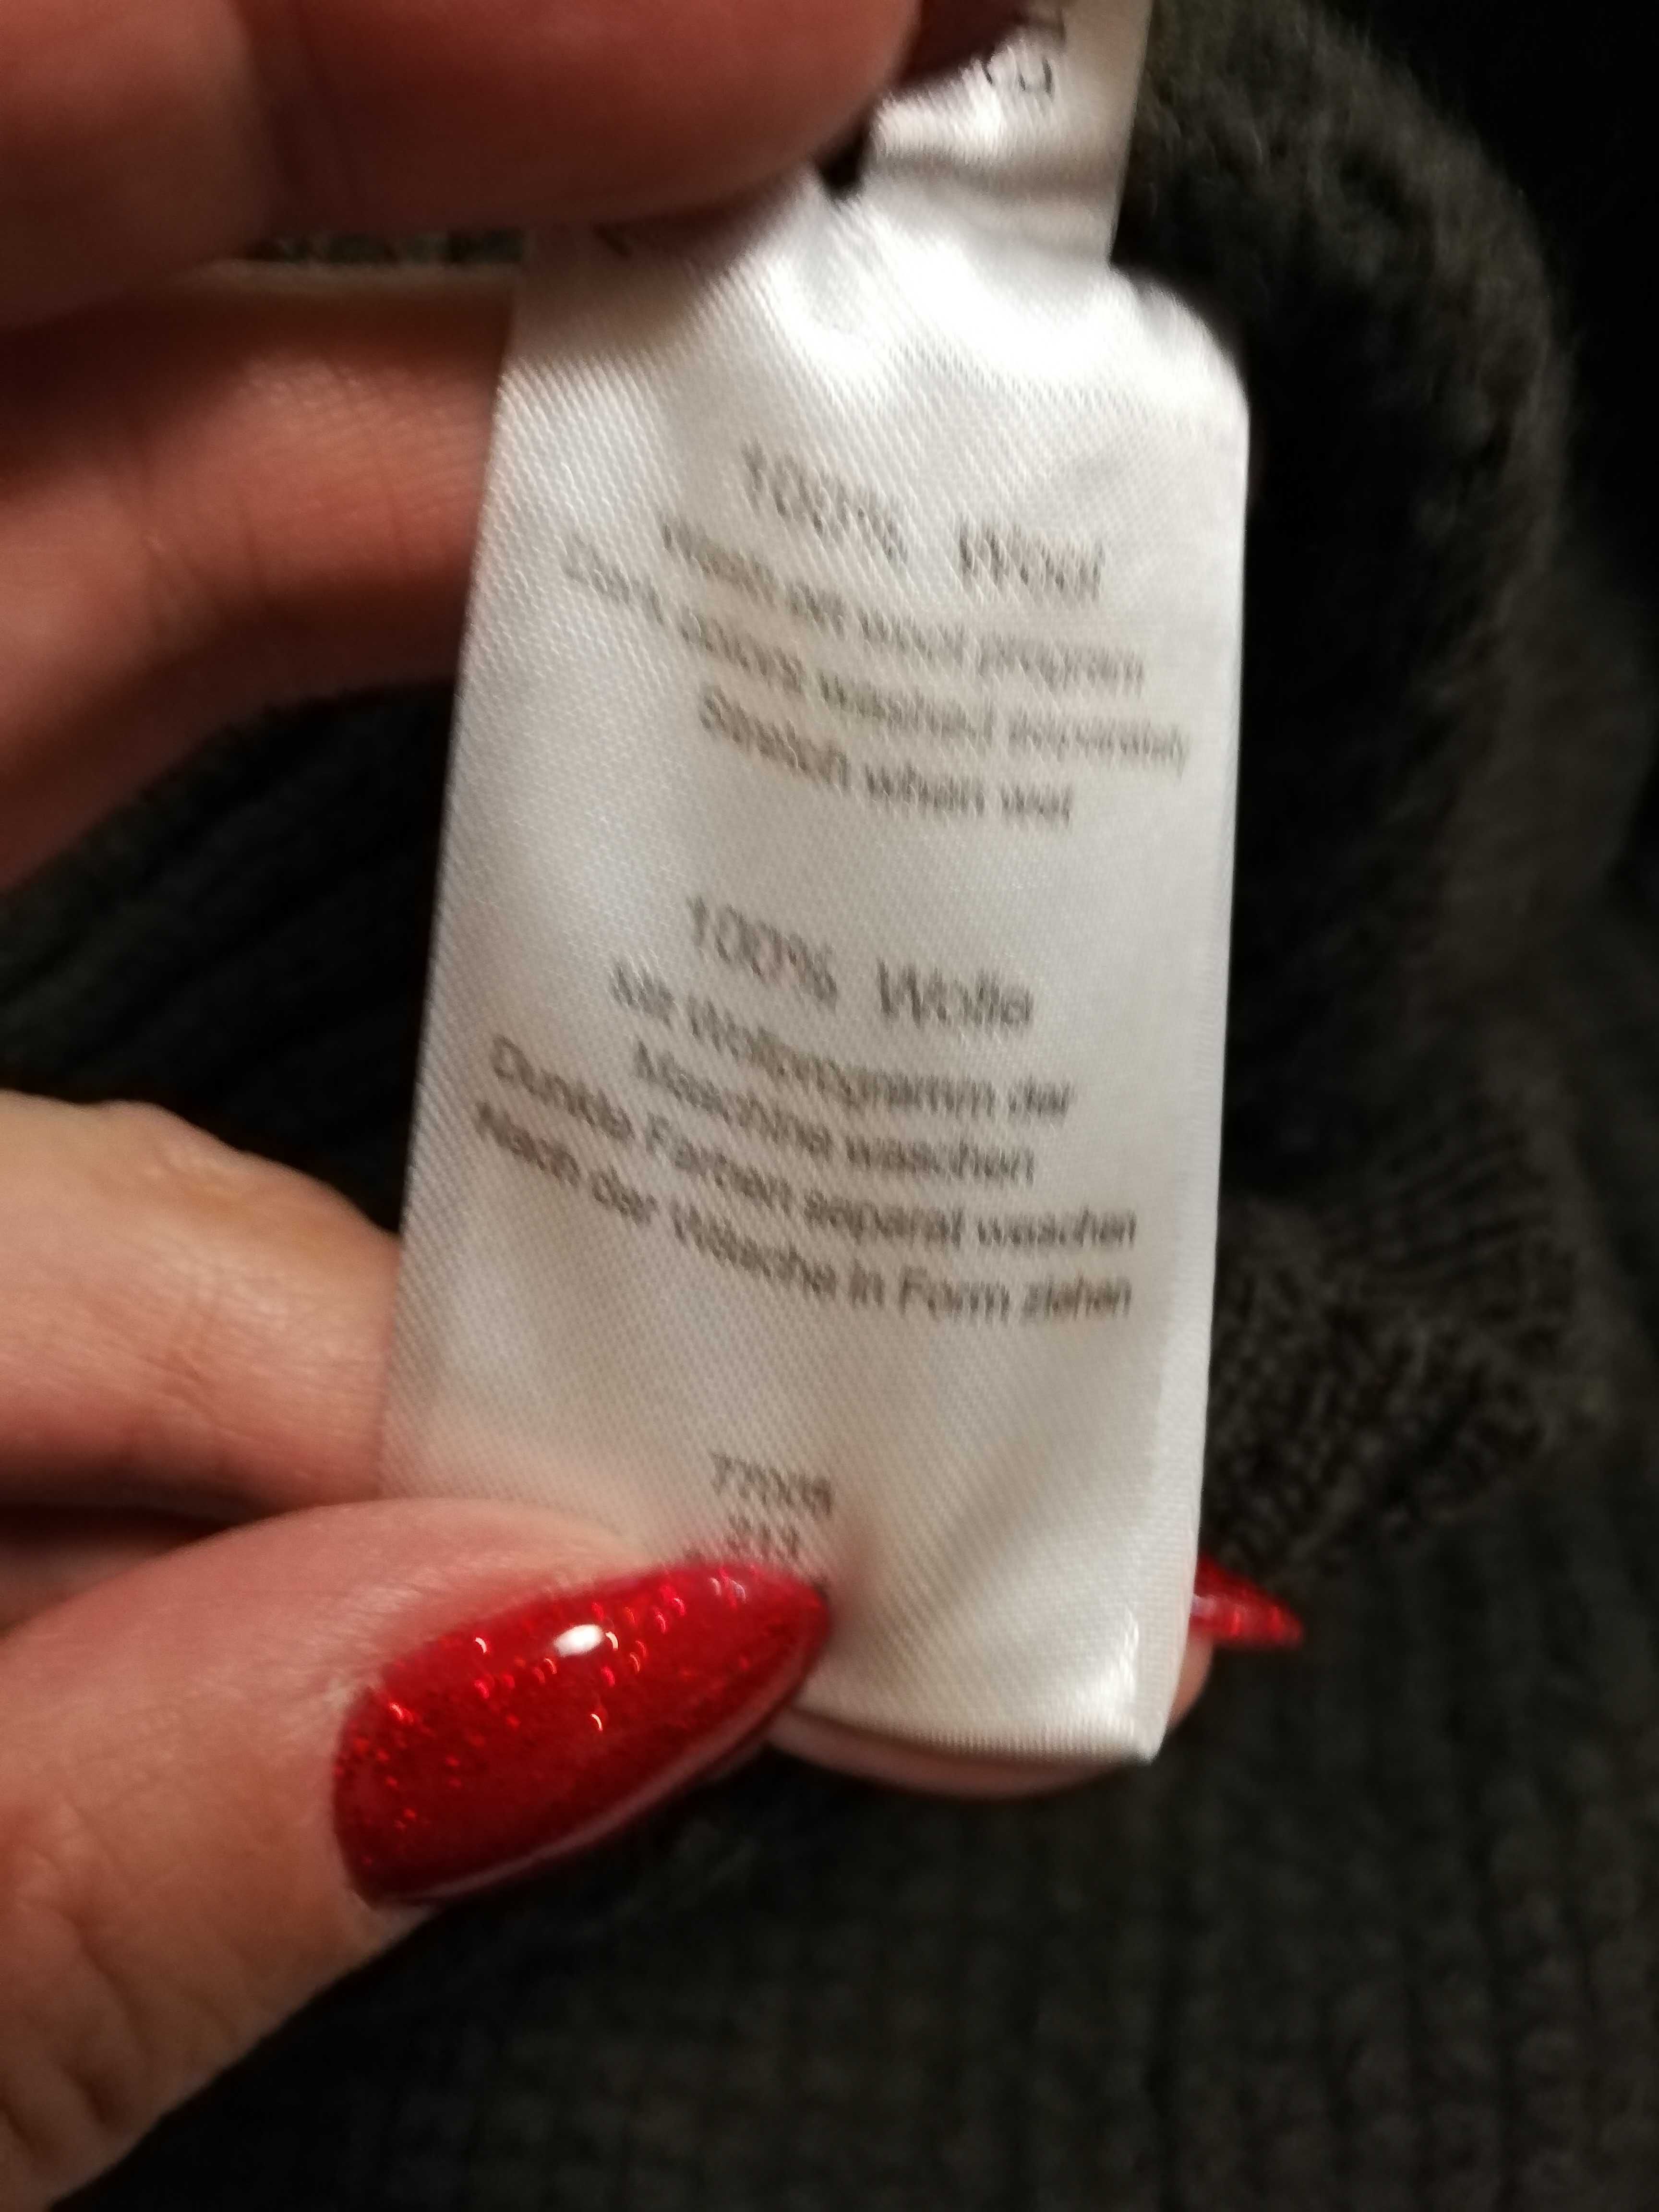 100% Wool
Wash on wool program
Dark colors washed separately
Stretch when wet
100% Wolle
Mit Wollprogramm der
Maschine waschen
Dunkle Farben separat waschen
Nach der Wäsche in Form ziehen